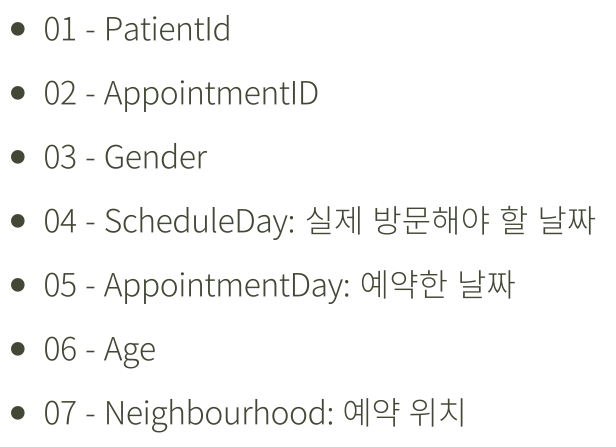 • 01 - PatientId
• 02 - AppointmentID
• 03 - Gender
• 04 - ScheduleDay: 실제 방문해야 할 날짜
• 05 - AppointmentDay: 예약한 날짜
• 06 - Age
• 07 - Neighbourhood: 예약 위치